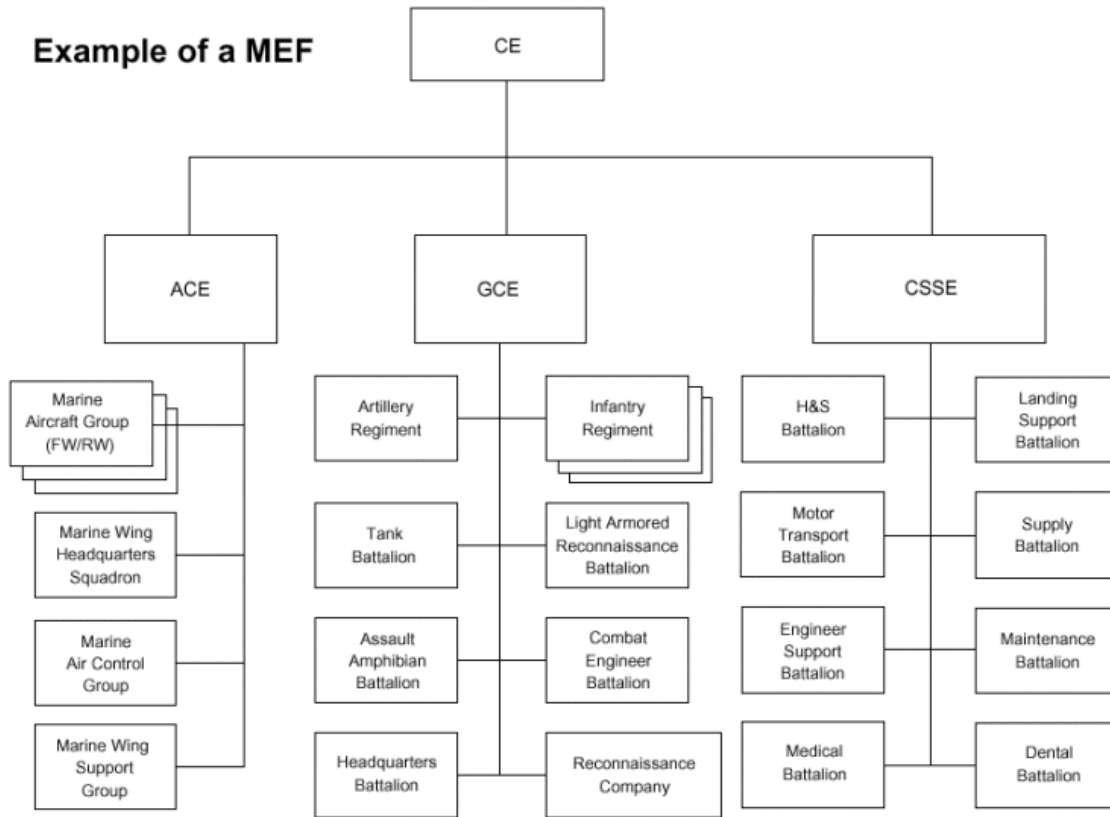 Example of a MEF
CE
ACE
GCE
CSSE
Marine
Aircraft Group
(FW/RW)
Marine Wing
Headquarters
Squadron
Marine
Air Control
Group
Marine Wing
Support
Group
Artillery
Regiment
Infantry
Regiment
Tank
Battalion
Light Armored
Reconnaissance
Battalion
Assault
Amphibian
Battalion
Combat
Engineer
Battalion
Headquarters
Battalion
Reconnaissance
Company
H&S
Battalion
Landing
Support
Battalion
Motor
Transport
Battalion
Supply
Battalion
Engineer
Support
Battalion
Maintenance
Battalion
Medical
Battalion
Dental
Battalion